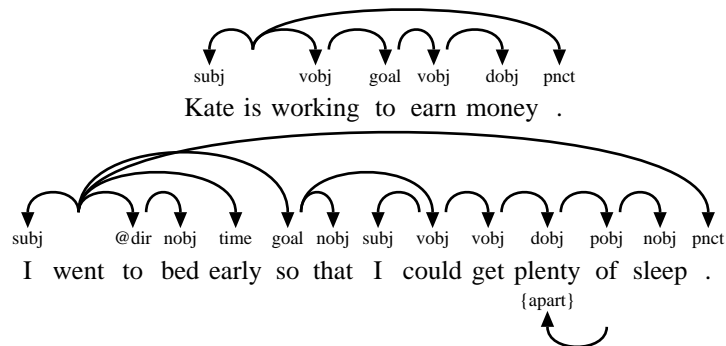 subj vobj goal vobj dobj pnct
Kate is working to earn money .
subj @dir nobj time goal nobj subj vobj vobj dobj pobj nobj pnct
I went to bed early so that I could get plenty of sleep .
{apart}